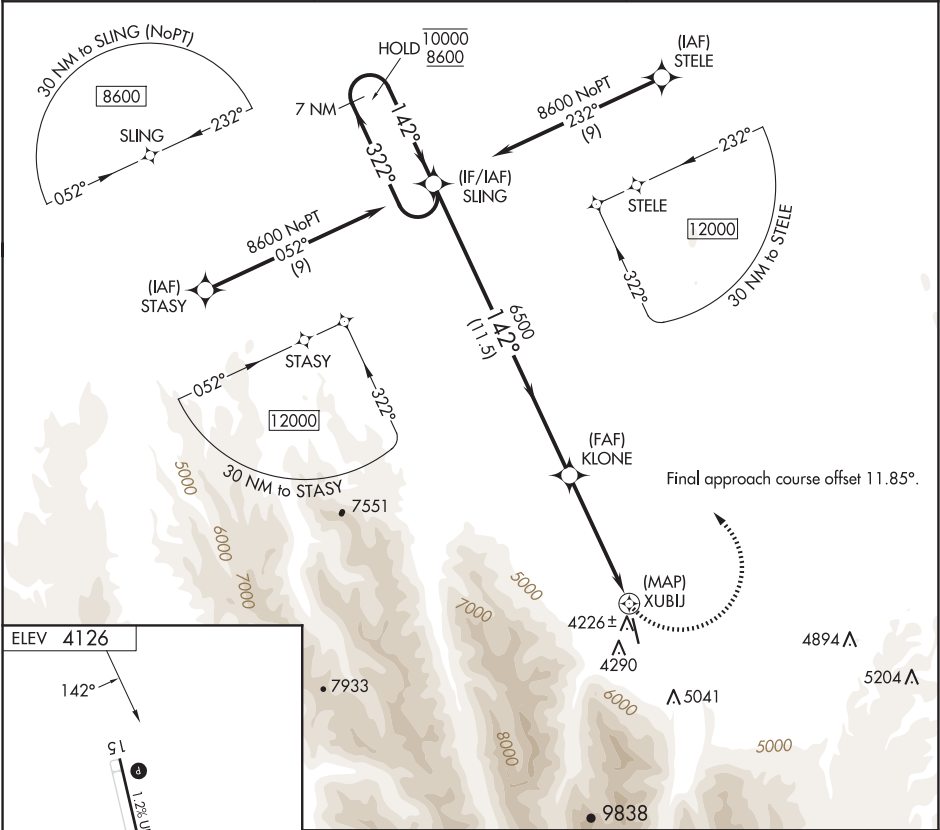 30 NM to SLING (NoPT)
8600
SLING
232°
052°
HOLD
10000
8600
7 NM
142°
322°
(IF/IAF)
SLING
(IAF)
STELE
8600 NoPT
232°
(9)
232°
STELE
12000
322°
30 NM to STELE
8600 NoPT
052°
(9)
(IAF)
STASY
6500
142°
(11.5)
052°
STASY
322°
12000
30 NM to STASY
(FAF)
KLONE
Final approach course offset 11.85°.
5000
7551
6000
7000
5000
7000
(MAP)
XUBIJ
4226±
4290
4894
5204
5041
6000
7933
8000
5000
9838
ELEV 4126
142°
15
P
1.2%